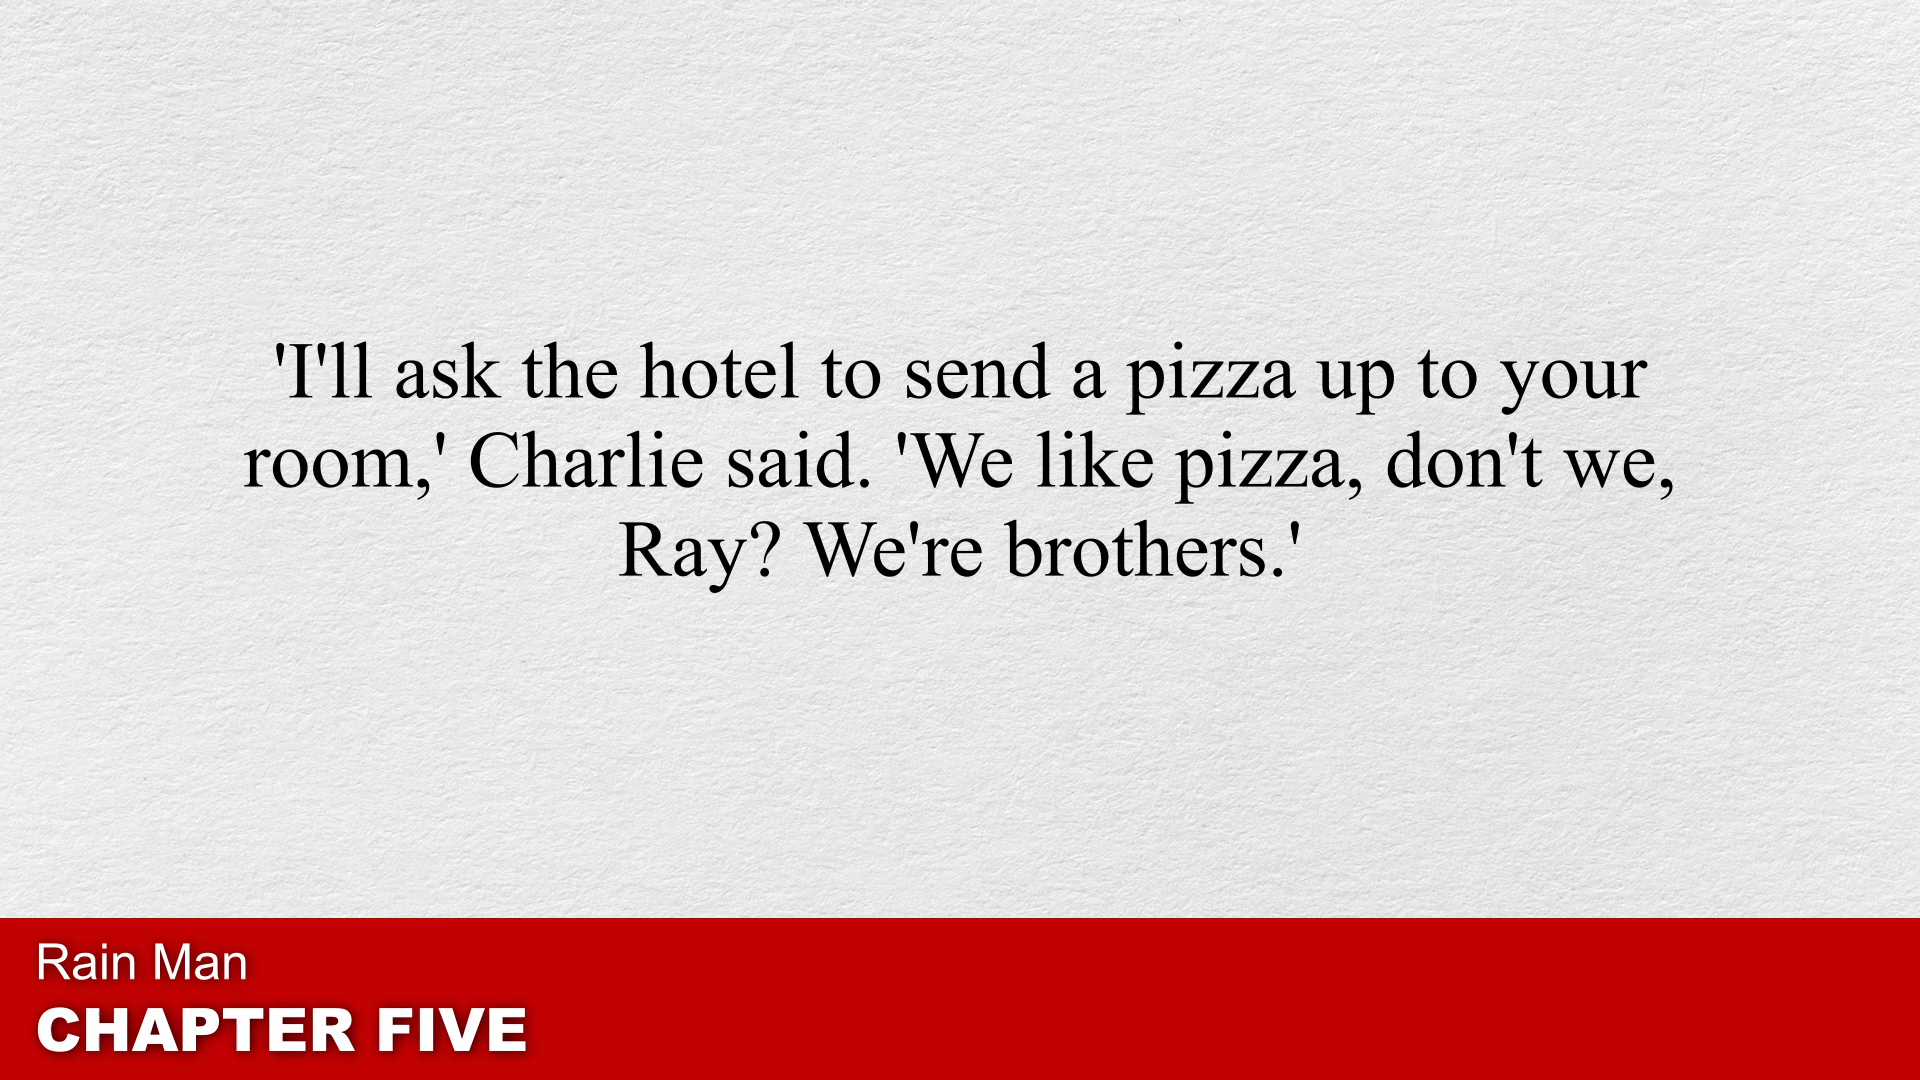 'I'll ask the hotel to send a pizza up to your
room,' Charlie said. 'We like pizza, don't we,
Ray? We're brothers.'
Rain Man
CHAPTER FIVE